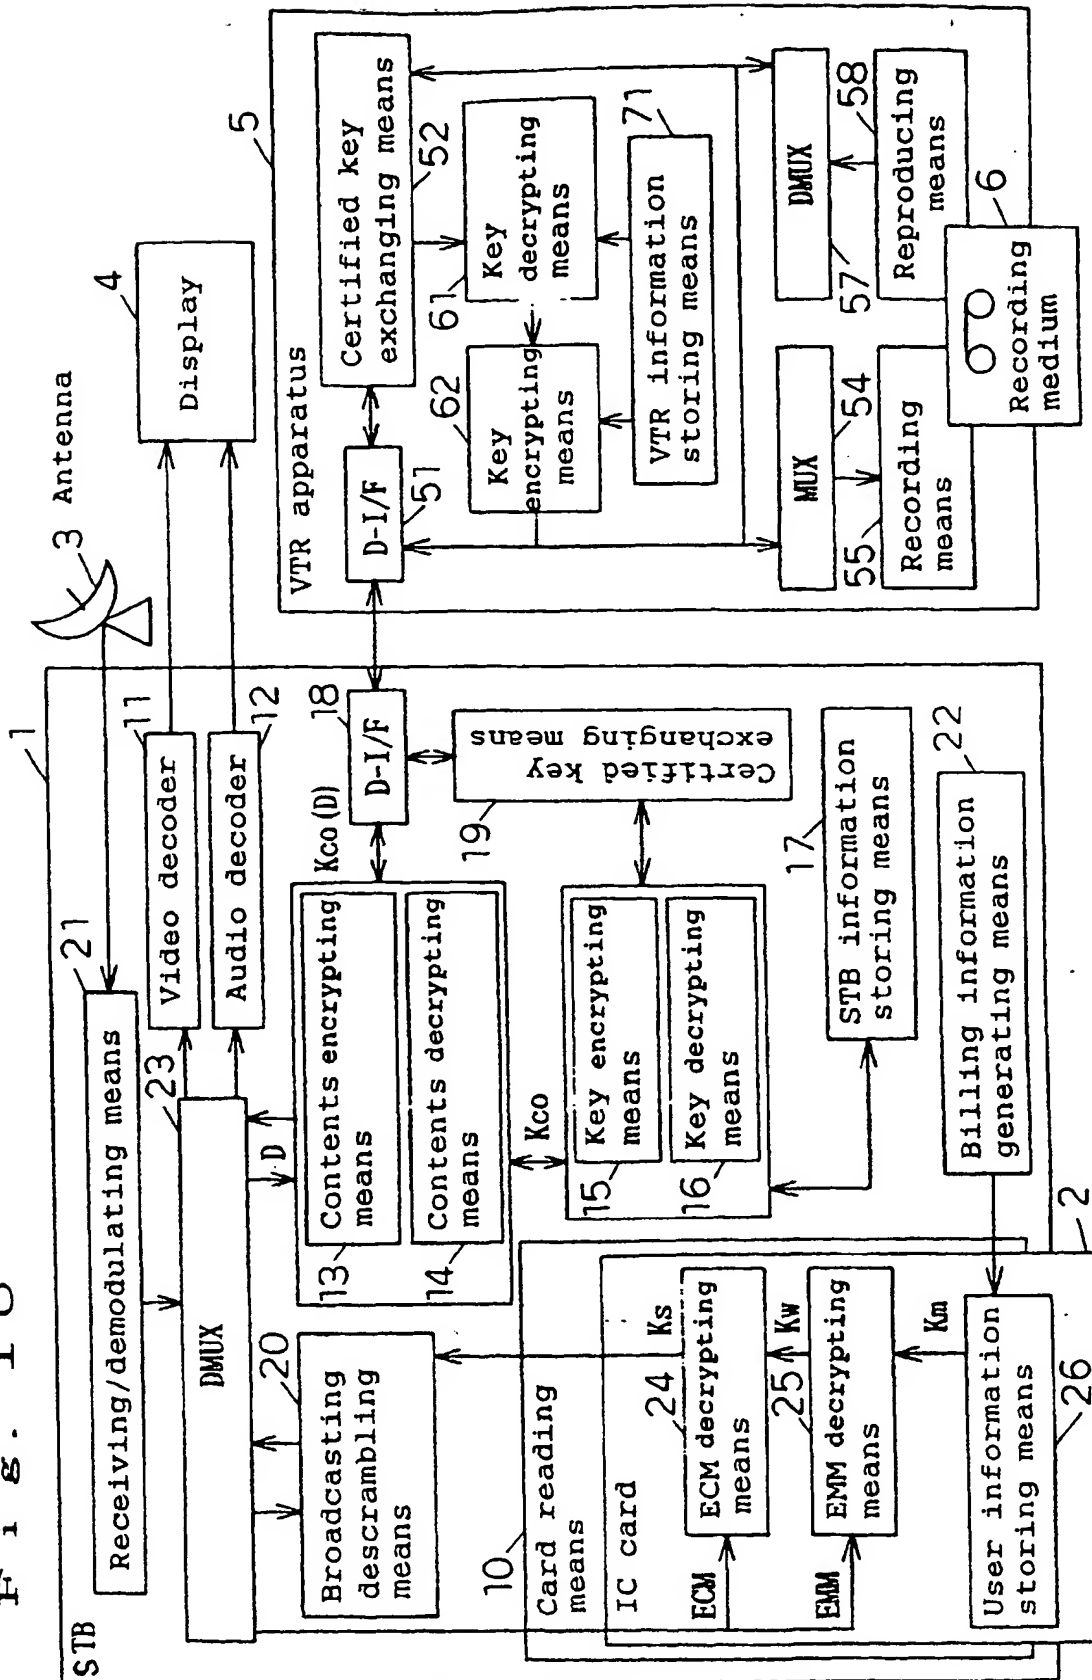 Fig. 10
STB
1
Receiving/demodulating means
21
3
Antenna
DMUX
23
Video decoder
11
Audio decoder
12
4
Display
Broadcasting
descrambling
means
20
D
Contents encrypting
means
13
Contents decrypting
means
14
Kco(D)
D-I/F
18
Kco
Key encrypting
means
15
Key decrypting
means
16
Certified key
exchanging means
19
STB information
storing means
17
Billing information
generating means
22
10
Card reading
means
IC card
2
ECM
ECM decrypting
means
24
Ks
Kw
EMM
EMM decrypting
means
25
Km
User information
storing means
26
5
VTR apparatus
D-I/F
51
Certified key
exchanging means
52
Key
encrypting
means
62
Key
decrypting
means
61
VTR information
storing means
71
MUX
54
Recording
means
55
DMUX
57
Reproducing
means
58
Recording
medium
6